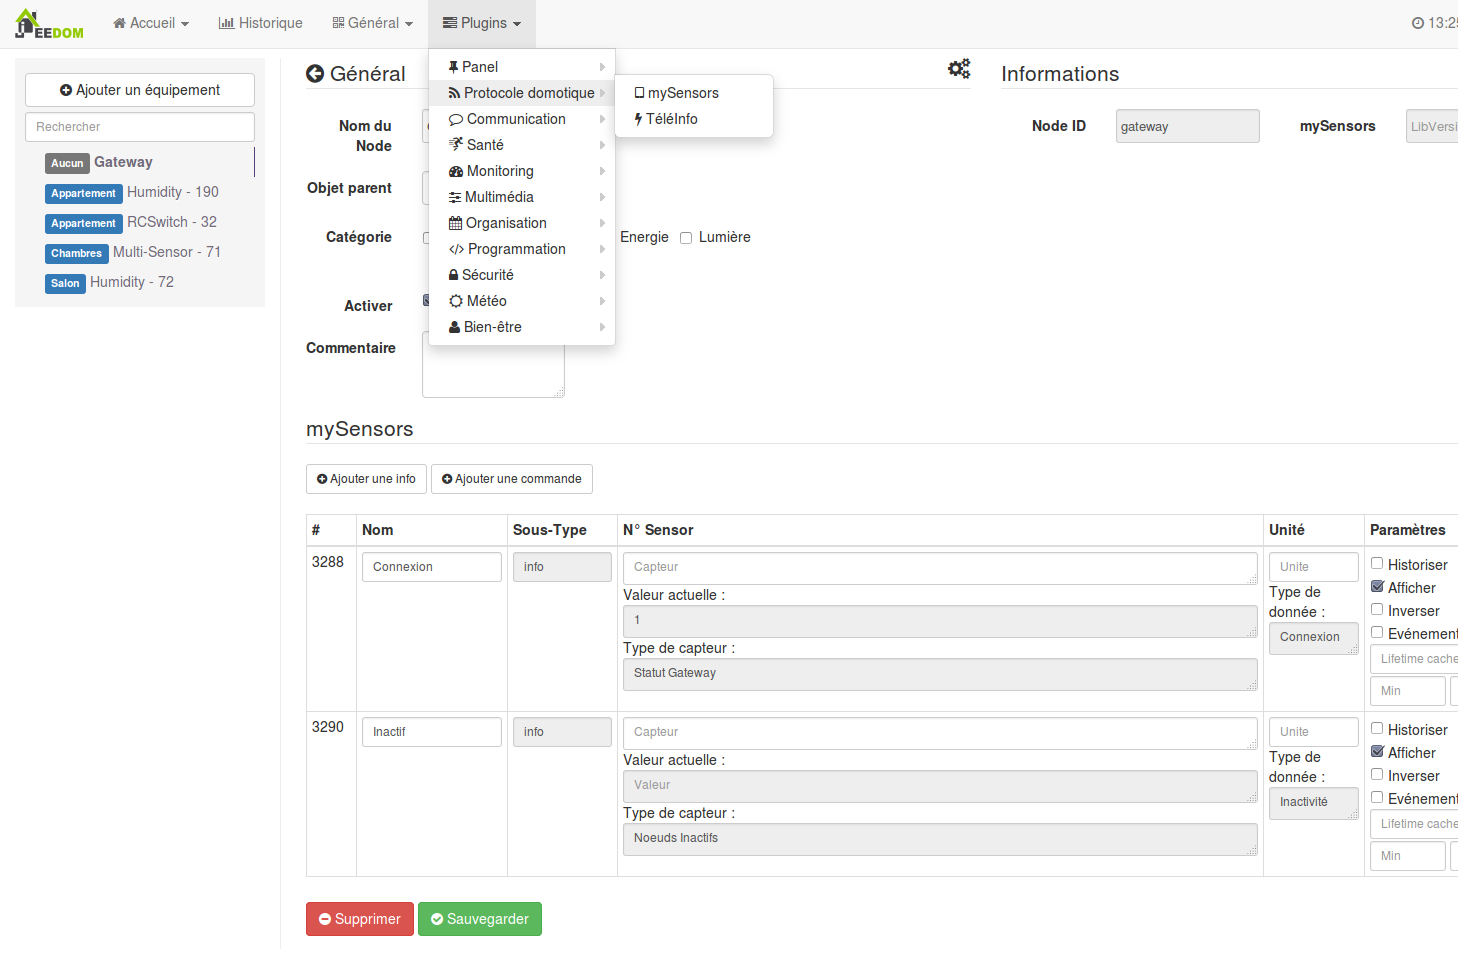 JEEDOM
Accueil
Historique
Général
Plugins
13:25
Ajouter un équipement
Rechercher
Aucun Gateway
Appartement Humidity - 190
Appartement RCSwitch - 32
Chambres Multi-Sensor - 71
Salon Humidity - 72
Panel
Protocole domotique
Communication
Santé
Monitoring
Multimédia
Organisation
Programmation
Sécurité
Météo
Bien-être
mySensors
TéléInfo
Général
Nom du
Node
Objet parent
Catégorie
Energie
Lumière
Activer
Commentaire
Informations
Node ID
gateway
mySensors
LibVersi
mySensors
Ajouter une info
Ajouter une commande
# Nom Sous-Type N° Sensor Unité Paramètres
3288
Connexion
info
Capteur
Valeur actuelle :
1
Type de capteur :
Statut Gateway
Unite
Type de
donnée :
Connexion
Historiser
Afficher
Inverser
Evénement
Lifetime cache
Min
3290
Inactif
info
Capteur
Valeur actuelle :
Valeur
Type de capteur :
Noeuds Inactifs
Unite
Type de
donnée :
Inactivité
Historiser
Afficher
Inverser
Evénement
Lifetime cache
Min
Supprimer
Sauvegarder